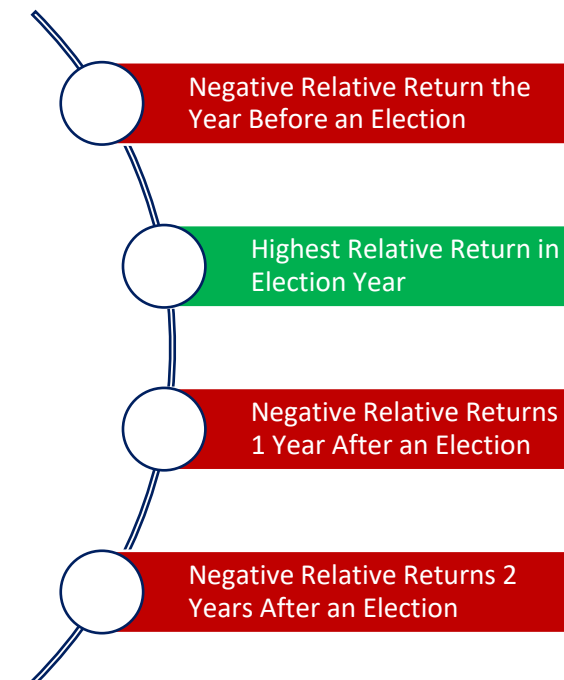 Negative Relative Return the
Year Before an Election
Highest Relative Return in
Election Year
Negative Relative Returns
1 Year After an Election
Negative Relative Returns 2
Years After an Election